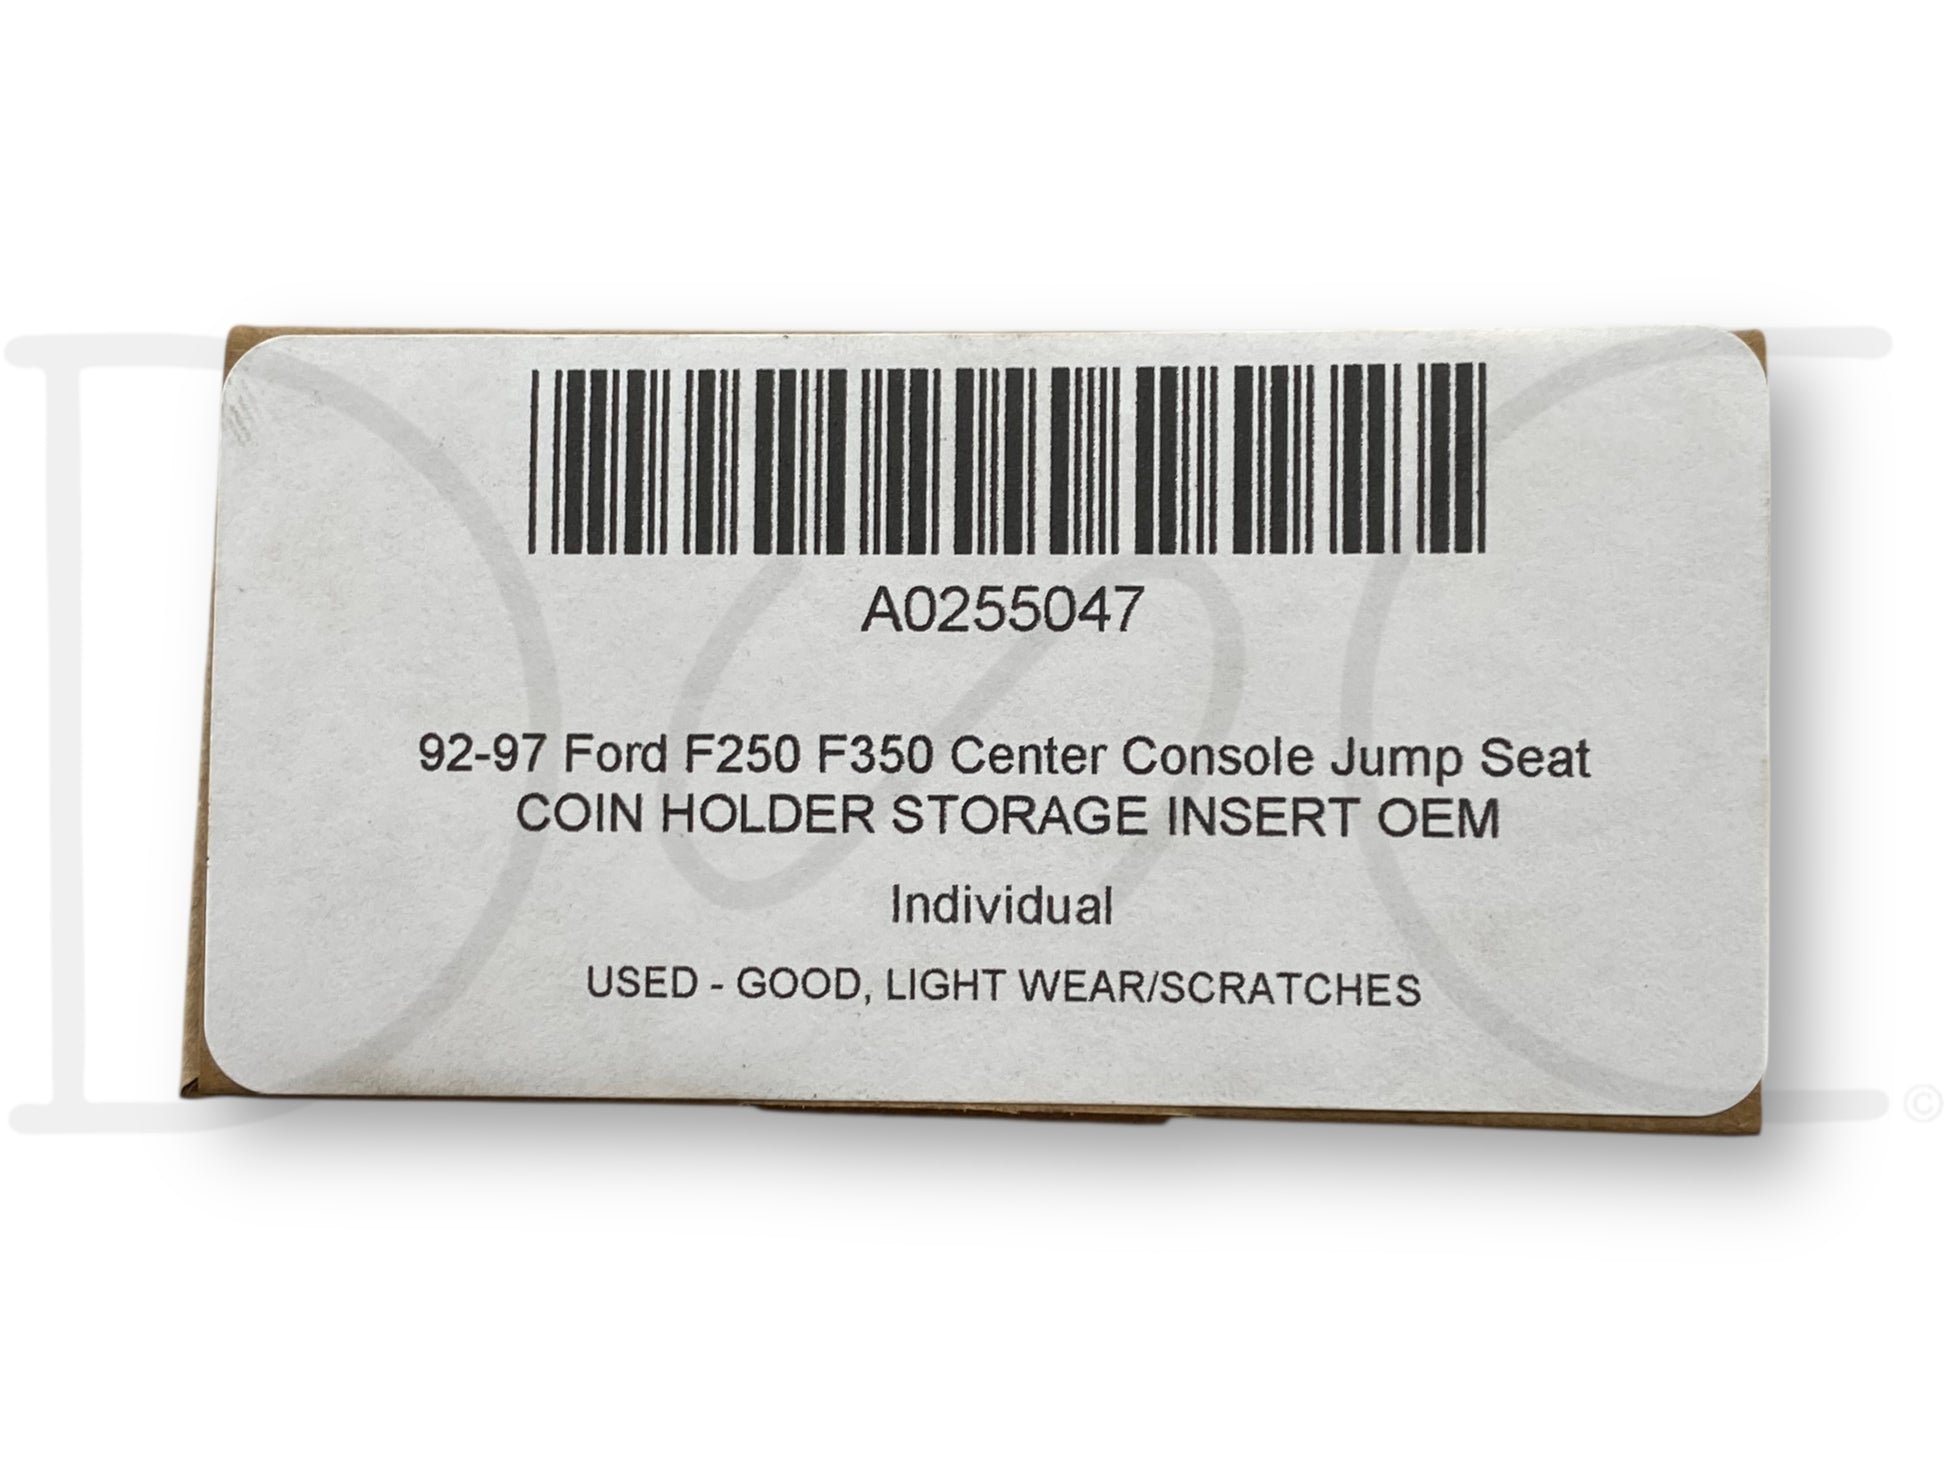 A0255047
92-97 Ford F250 F350 Center Console Jump Seat
COIN HOLDER STORAGE INSERT OEM
Individual
USED - GOOD, LIGHT WEAR/SCRATCHES
©